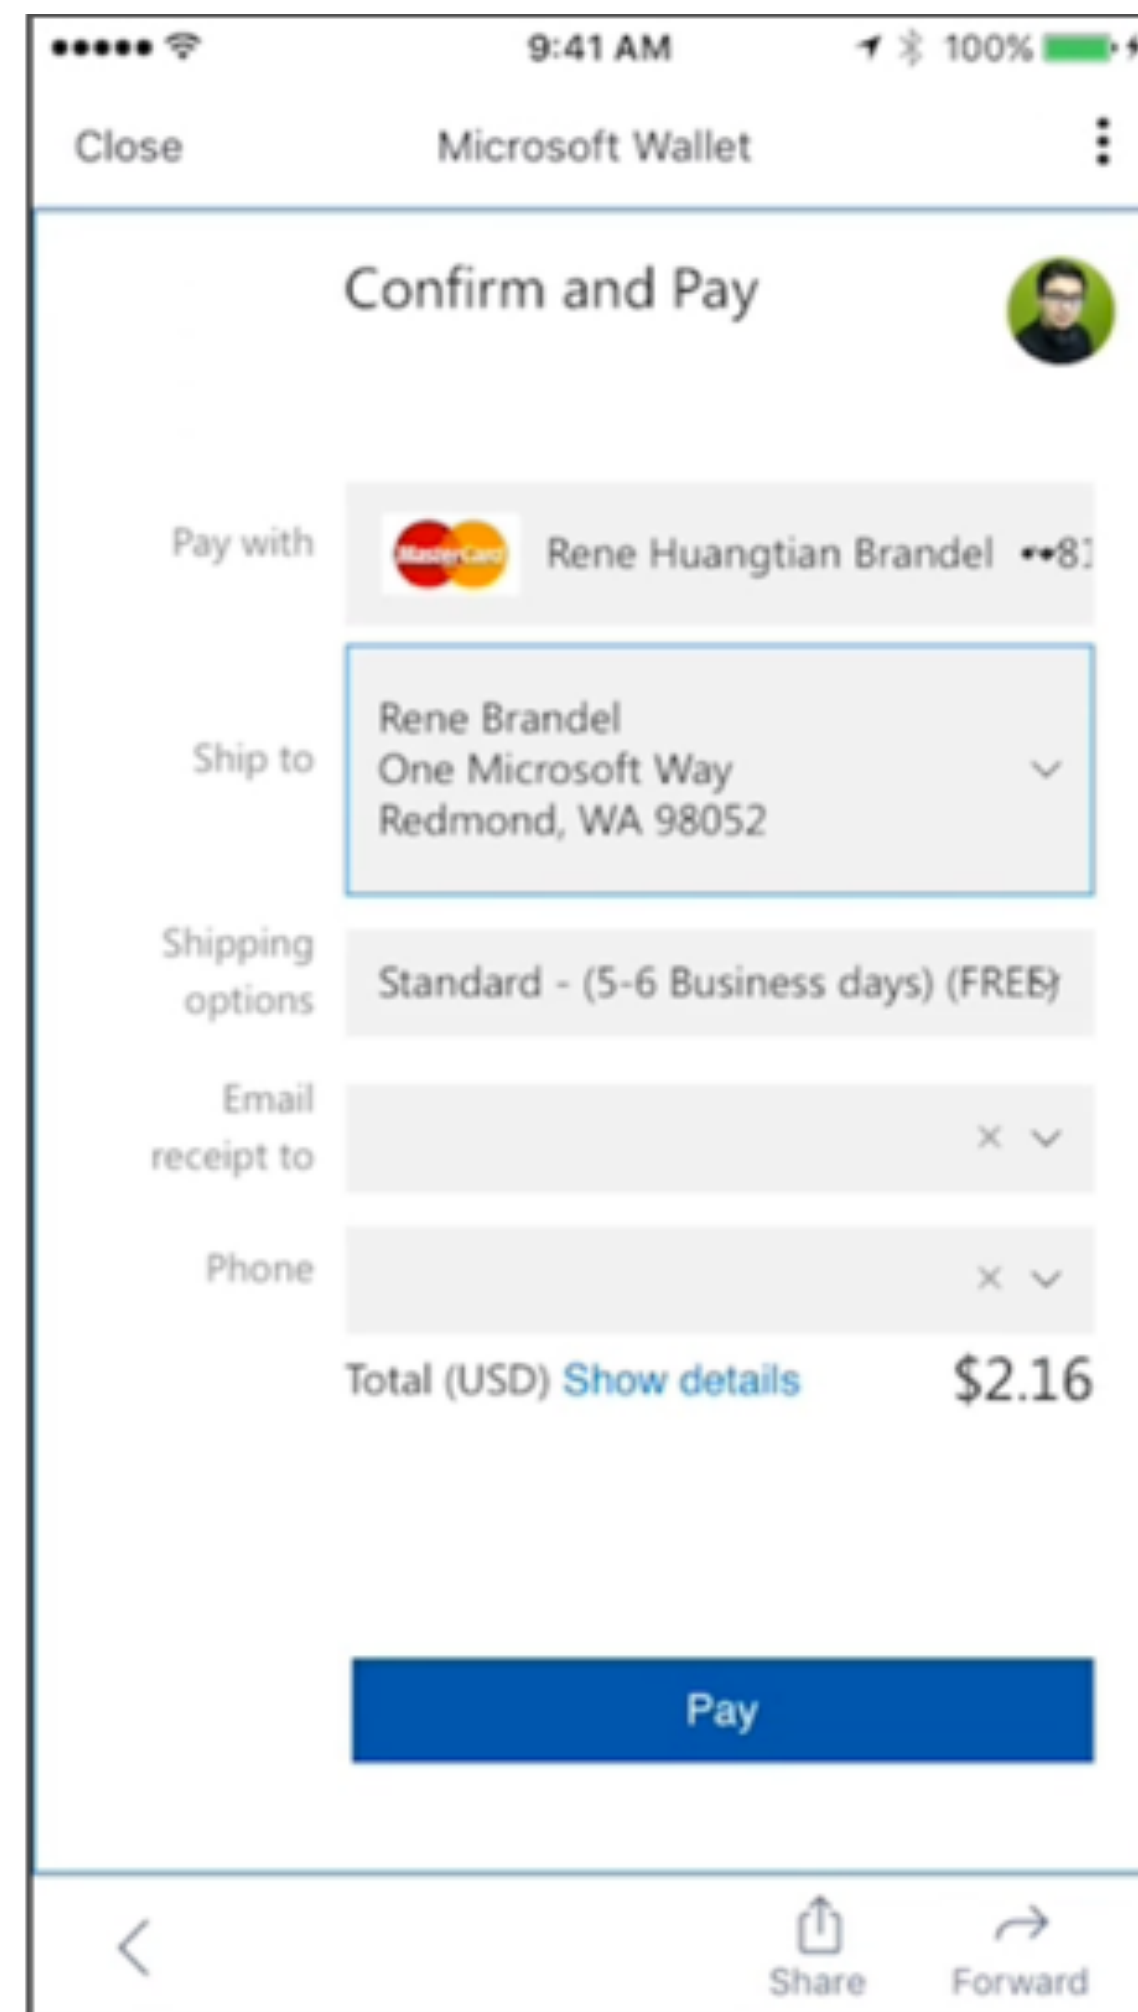 9:41 AM 100%
Close Microsoft Wallet
Confirm and Pay
Pay with MasterCard Rene Huangtian Brandel ••81
Ship to
Rene Brandel
One Microsoft Way
Redmond, WA 98052
Shipping
options
Standard - (5-6 Business days) (FREE)
Email
receipt to
Phone
Total (USD) Show details $2.16
Pay
Share Forward